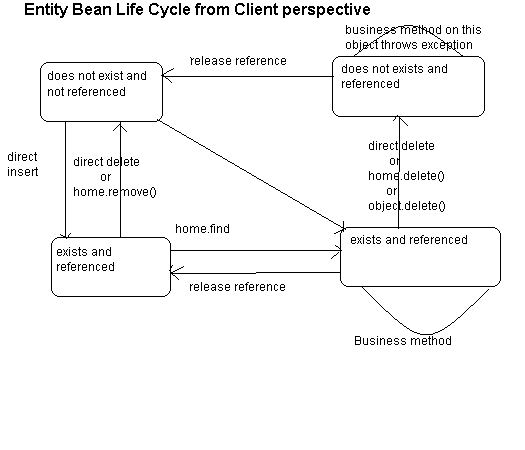 Entity Bean Life Cycle from Client perspective
business method on this
object throws exception
release reference
does not exist and
not referenced
does not exists and
referenced
direct
insert
direct delete
or
home.remove()
direct delete
or
home.delete()
or
object.delete()
home.find
exists and
referenced
exists and referenced
release reference
Business method